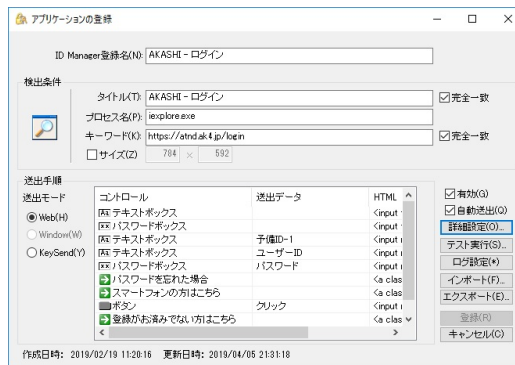 アプリケーションの登録
ID Manager登録名(N): AKASHI - ログイン
検出条件
タイトル(T): AKASHI - ログイン 完全一致
プロセス名(P): iexplore.exe
キーワード(K): https://atnd.ak4.jp/login 完全一致
サイズ(Z) 784 × 592
送出手順
送出モード
Web(H)
Window(W)
KeySend(Y)
コントロール 送出データ HTML
テキストボックス <input
パスワードボックス <input
テキストボックス 予備ID-1 <input
テキストボックス ユーザーID <input
パスワードボックス パスワード <input
パスワードを忘れた場合 <a clas
スマートフォンの方はこちら <a clas
ボタン クリック <input
登録がお済みでない方はこちら <a clas
有効(G)
自動送出(Q)
詳細設定(O)...
テスト実行(S)...
ログ設定(*)
インポート(F)...
エクスポート(E)...
登録(R)
キャンセル(C)
作成日時: 2019/02/19 11:20:16 更新日時: 2019/04/05 21:31:18